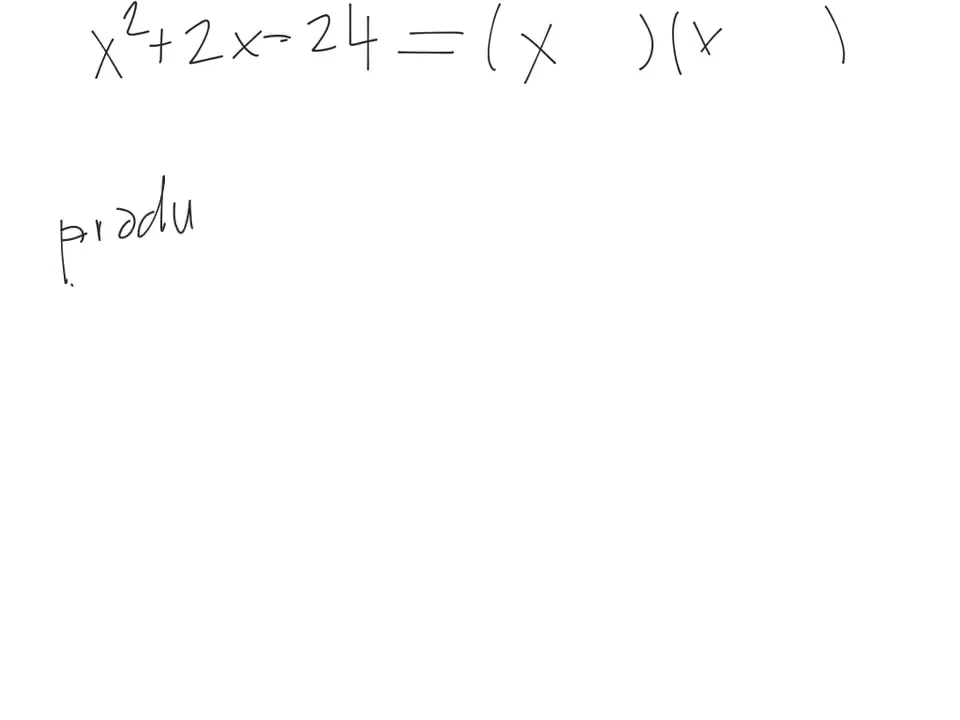 x²+2x-24=(x )(x )
produ